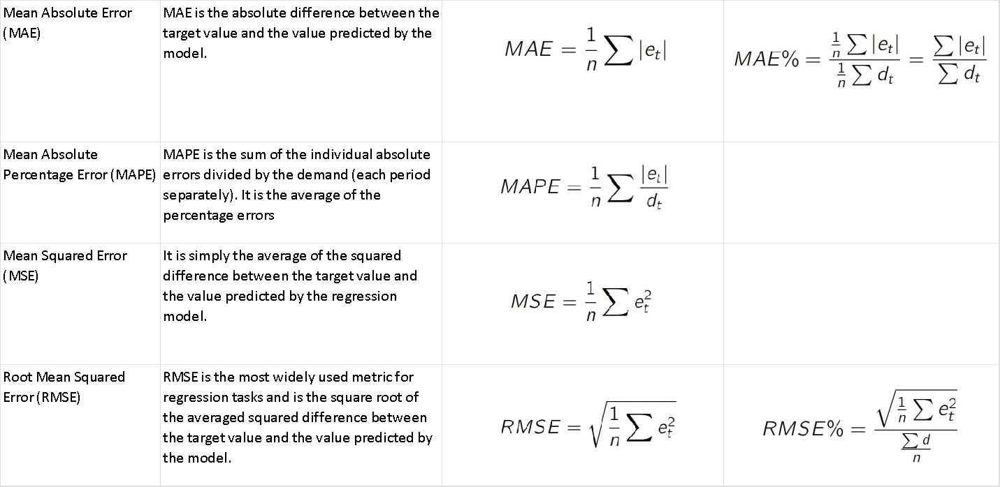 Mean Absolute Error
(MAE)
MAE is the absolute difference between the
target value and the value predicted by the
model.
MAE = \frac{1}{n} \sum |e_t|
MAE% = \frac{\frac{1}{n} \sum |e_t|}{\frac{1}{n} \sum d_t} = \frac{\sum |e_t|}{\sum d_t}
Mean Absolute
Percentage Error (MAPE)
MAPE is the sum of the individual absolute
errors divided by the demand (each period
separately). It is the average of the
percentage errors
MAPE = \frac{1}{n} \sum \frac{|e_t|}{d_t}
Mean Squared Error
(MSE)
It is simply the average of the squared
difference between the target value and
the value predicted by the regression
model.
MSE = \frac{1}{n} \sum e_t^2
Root Mean Squared
Error (RMSE)
RMSE is the most widely used metric for
regression tasks and is the square root of
the averaged squared difference between
the target value and the value predicted by
the model.
RMSE = \sqrt{\frac{1}{n} \sum e_t^2}
RMSE% = \frac{\sqrt{\frac{1}{n} \sum e_t^2}}{\frac{\sum d}{n}}